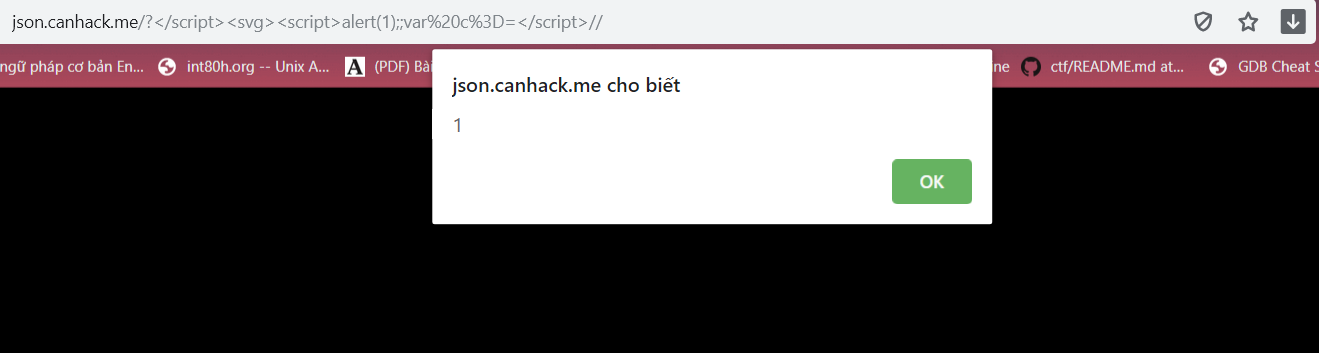 json.canhack.me/?</script><svg><script>alert(1);;var%20c%3D=</script>//
ngữ pháp cơ bản En... int80h.org -- Unix A... A (PDF) Bài ine ctf/README.md at... GDB Cheat S
json.canhack.me cho biết
1
OK